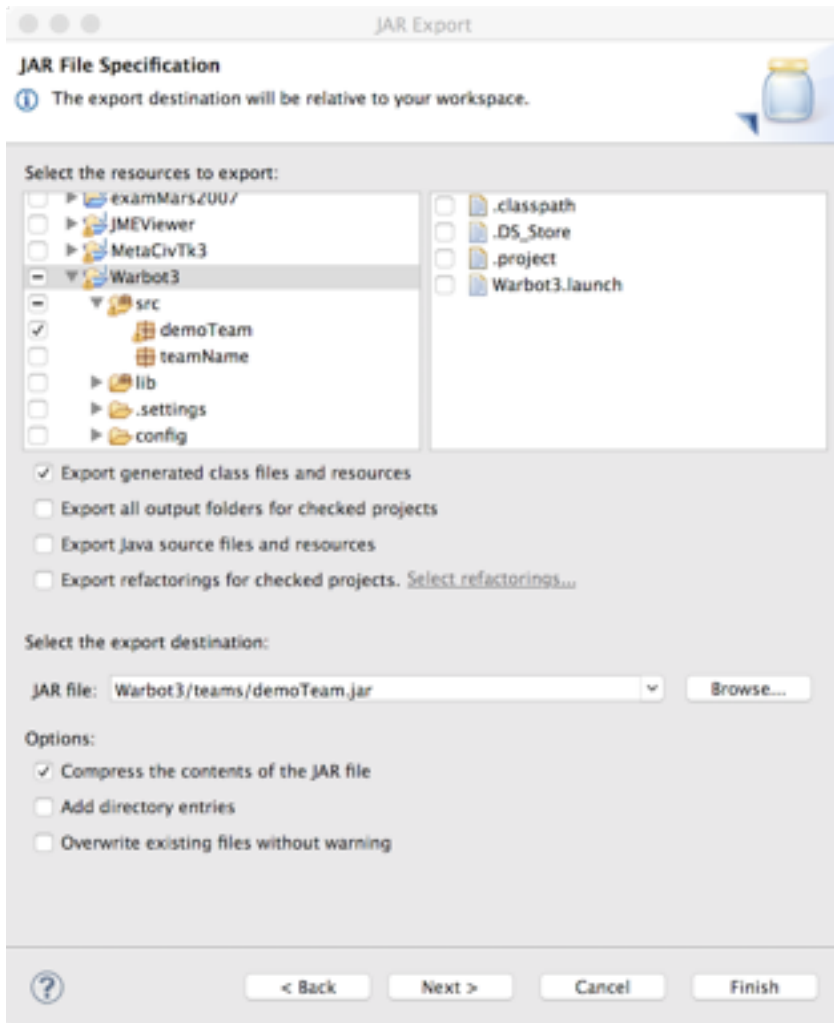 JAR Export
JAR File Specification
The export destination will be relative to your workspace.
Select the resources to export:
examMars2007
JMEViewer
MetaCivTk3
Warbot3
src
demoTeam
teamName
lib
.settings
config
.classpath
.DS_Store
.project
Warbot3.launch
Export generated class files and resources
Export all output folders for checked projects
Export Java source files and resources
Export refactorings for checked projects. Select refactorings...
Select the export destination:
JAR file: Warbot3/teams/demoTeam.jar Browse...
Options:
Compress the contents of the JAR file
Add directory entries
Overwrite existing files without warning
? < Back Next > Cancel Finish